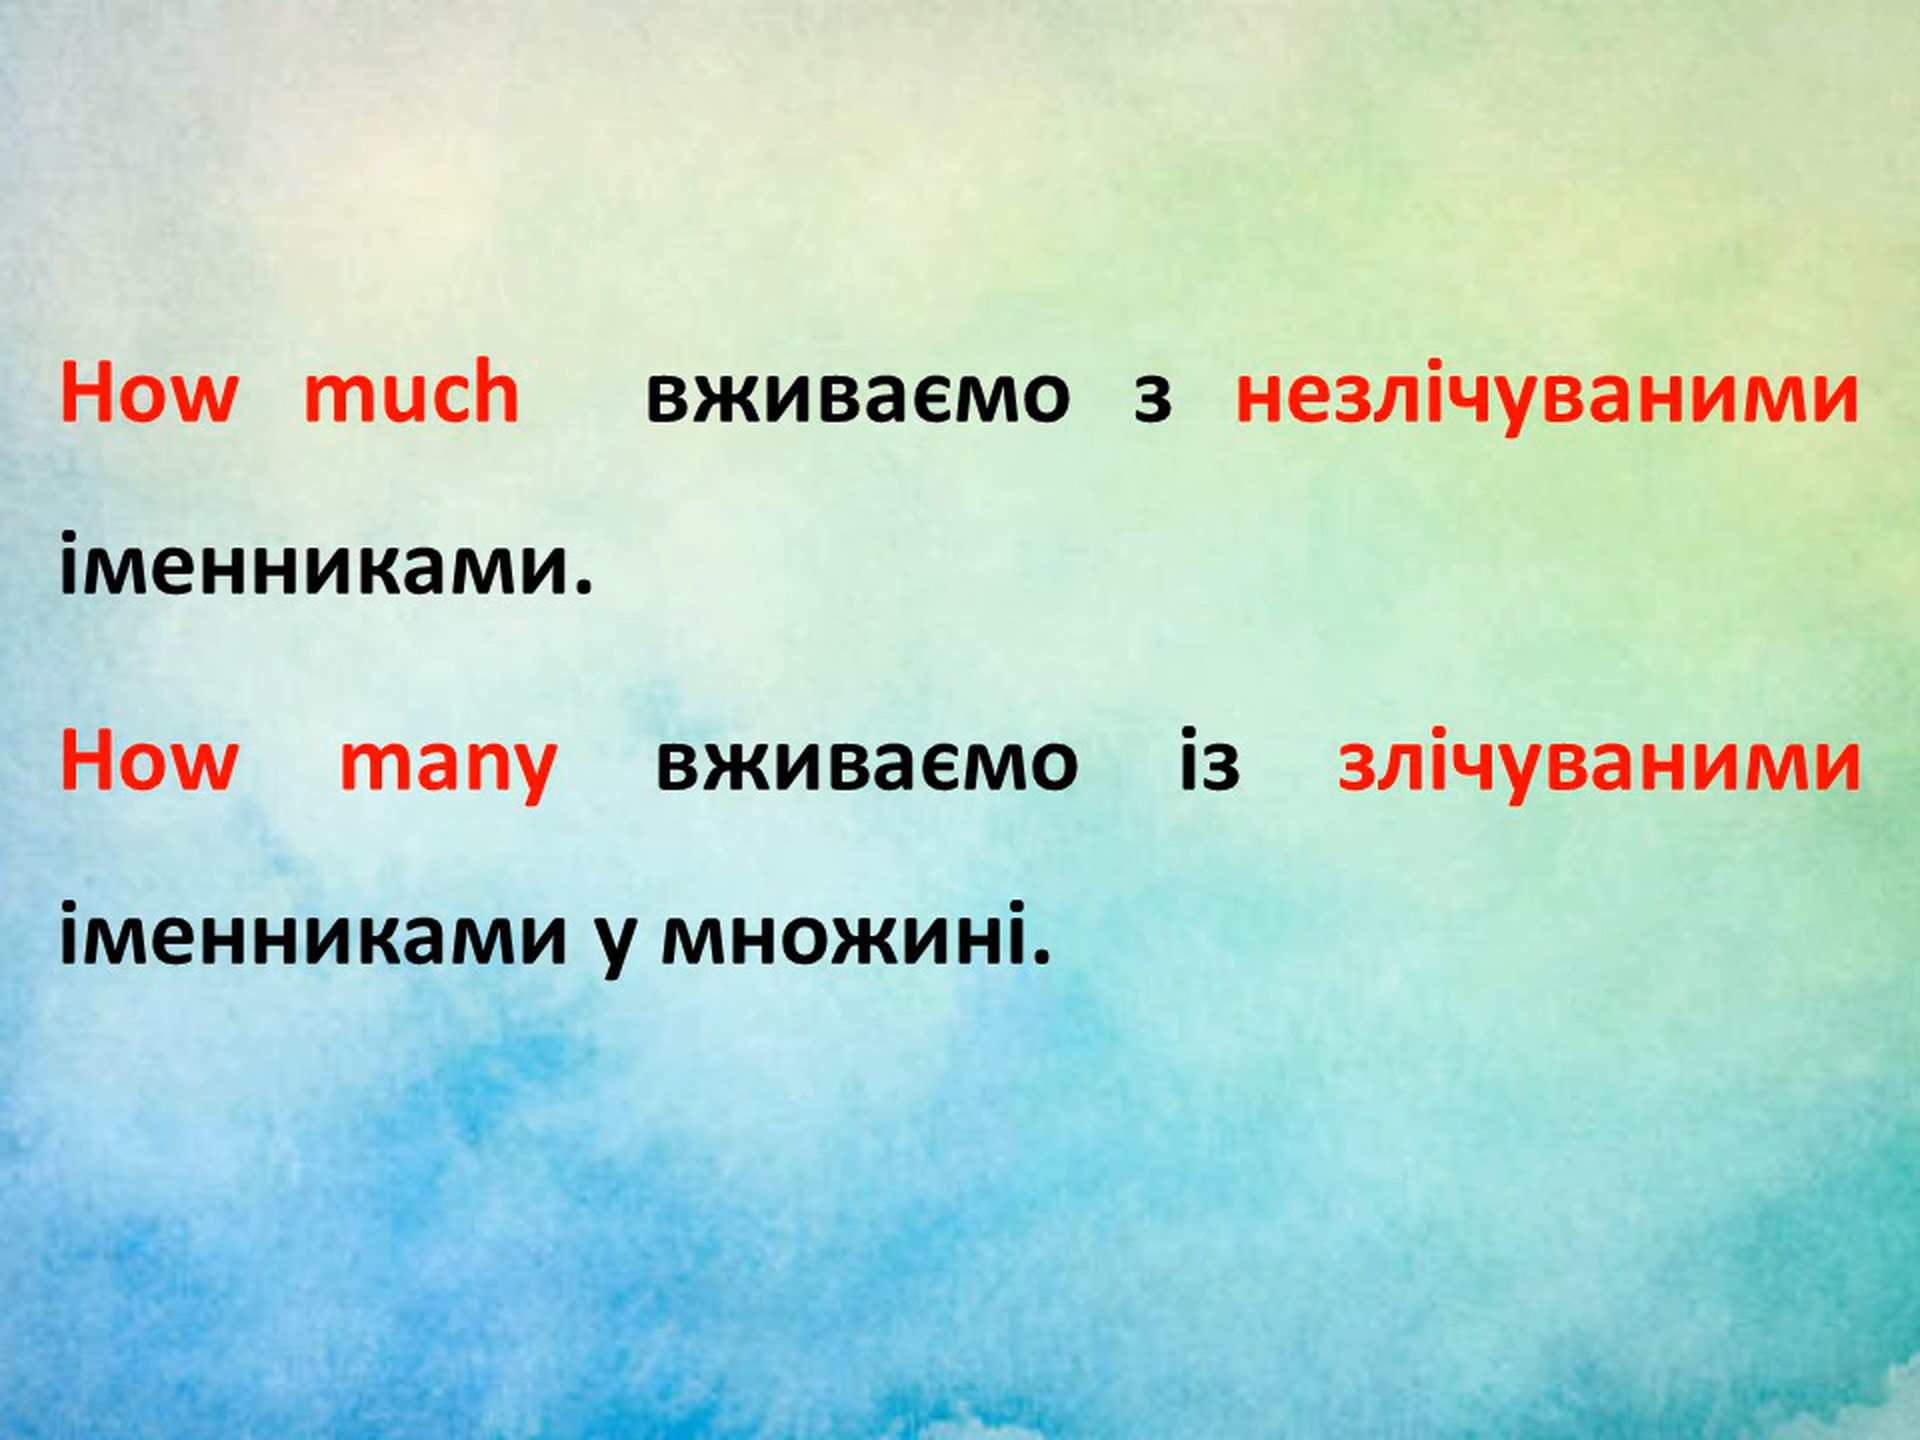 How much вживаємо з незлічуваними
іменниками.
How many вживаємо із злічуваними
іменниками у множині.